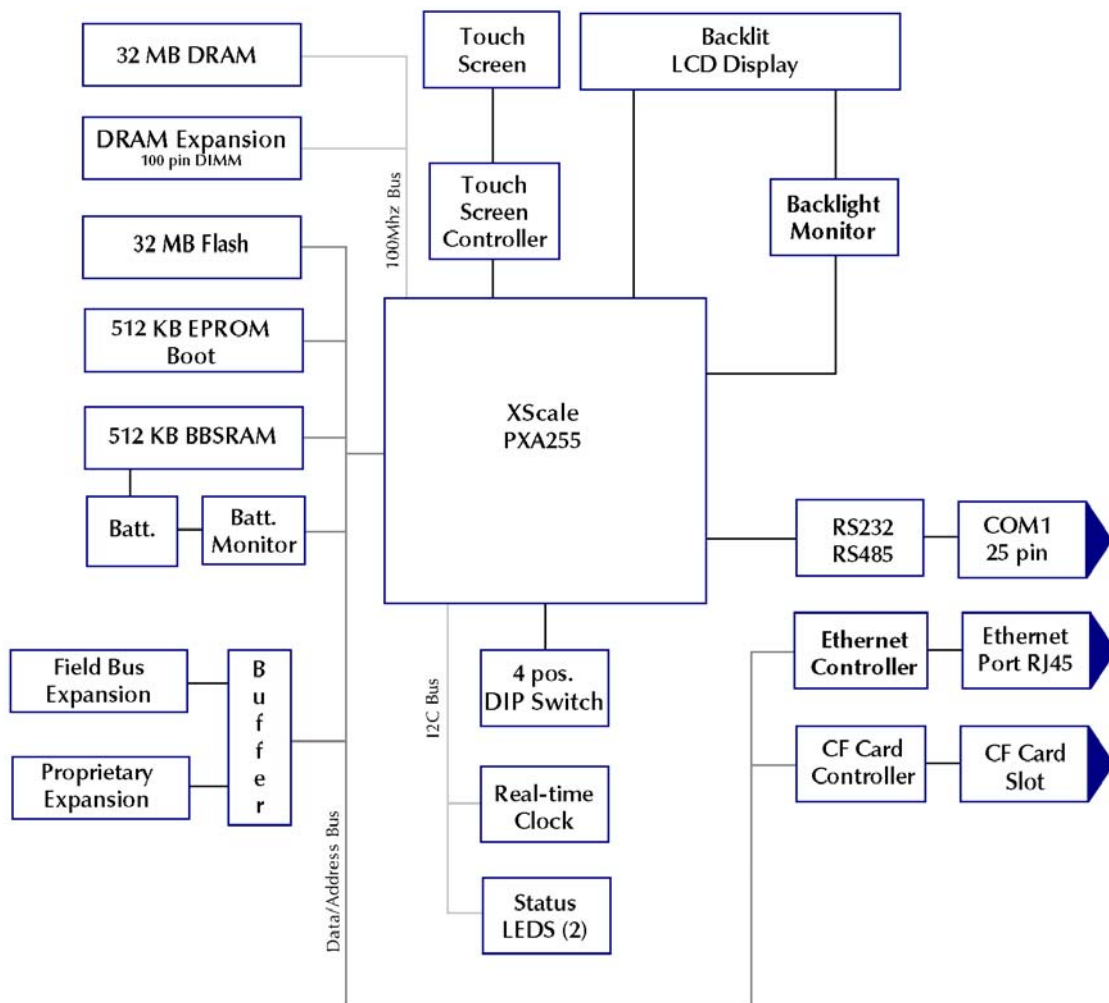 32 MB DRAM
DRAM Expansion
100 pin DIMM
32 MB Flash
512 KB EPROM
Boot
512 KB BBSRAM
Batt.
Batt.
Monitor
Field Bus
Expansion
Proprietary
Expansion
Buffer
Data/Address Bus
100Mhz Bus
Touch
Screen
Touch
Screen
Controller
Backlit
LCD Display
Backlight
Monitor
XScale
PXA255
RS232
RS485
COM1
25 pin
Ethernet
Controller
Ethernet
Port RJ45
CF Card
Controller
CF Card
Slot
I2C Bus
4 pos.
DIP Switch
Real-time
Clock
Status
LEDS (2)